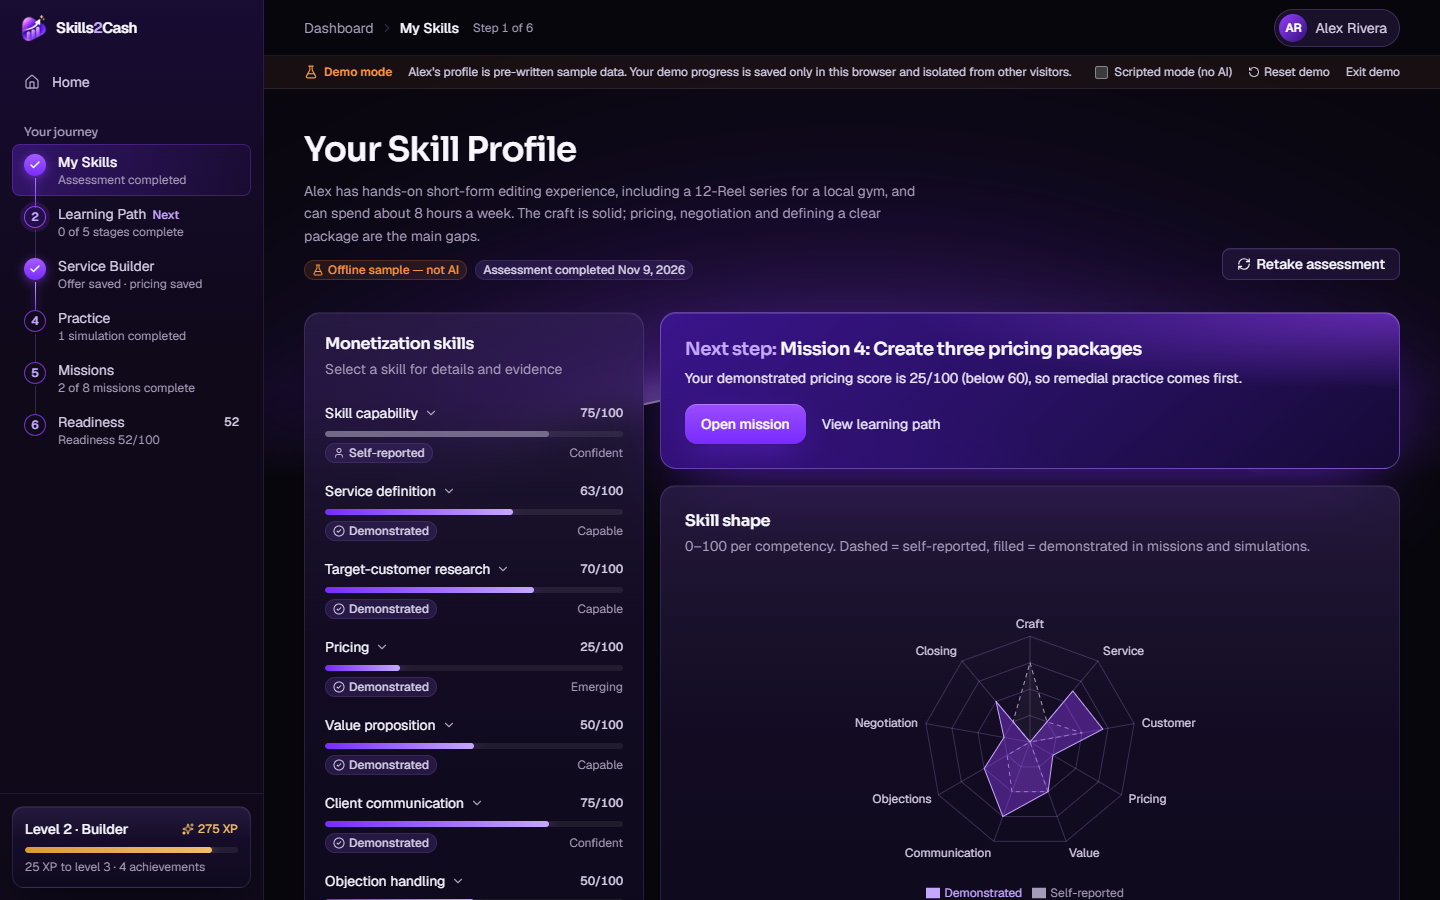 Skills2Cash
Home
Your journey
My Skills
Assessment completed
2
Learning Path Next
0 of 5 stages complete
Service Builder
Offer saved · pricing saved
4
Practice
1 simulation completed
5
Missions
2 of 8 missions complete
6
Readiness
52
Readiness 52/100
Level 2 · Builder
275 XP
25 XP to level 3 · 4 achievements
Dashboard
My Skills
Step 1 of 6
AR
Alex Rivera
Demo mode
Alex's profile is pre-written sample data. Your demo progress is saved only in this browser and isolated from other visitors.
Scripted mode (no AI)
Reset demo
Exit demo
Your Skill Profile
Alex has hands-on short-form editing experience, including a 12-Reel series for a local gym, and
can spend about 8 hours a week. The craft is solid; pricing, negotiation and defining a clear
package are the main gaps.
Offline sample — not AI
Assessment completed Nov 9, 2026
Retake assessment
Monetization skills
Select a skill for details and evidence
Skill capability
75/100
Self-reported
Confident
Service definition
63/100
Demonstrated
Capable
Target-customer research
70/100
Demonstrated
Capable
Pricing
25/100
Demonstrated
Emerging
Value proposition
50/100
Demonstrated
Capable
Client communication
75/100
Demonstrated
Confident
Objection handling
50/100
Next step: Mission 4: Create three pricing packages
Your demonstrated pricing score is 25/100 (below 60), so remedial practice comes first.
Open mission
View learning path
Skill shape
0–100 per competency. Dashed = self-reported, filled = demonstrated in missions and simulations.
Craft
Closing
Service
Negotiation
Customer
Objections
Pricing
Communication
Value
Demonstrated
Self-reported